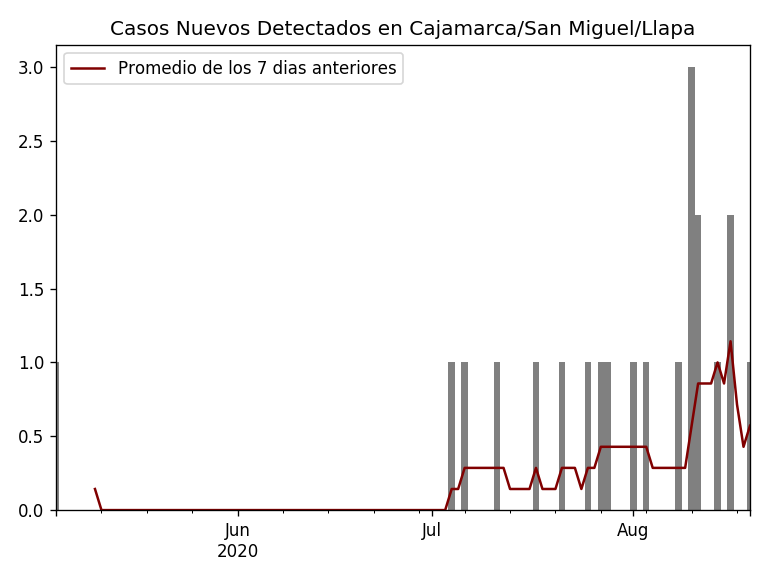 Casos Nuevos Detectados en Cajamarca/San Miguel/Llapa
Promedio de los 7 dias anteriores
3.0
2.5
2.0
1.5
1.0
0.5
0.0
Jun
2020
Jul
Aug